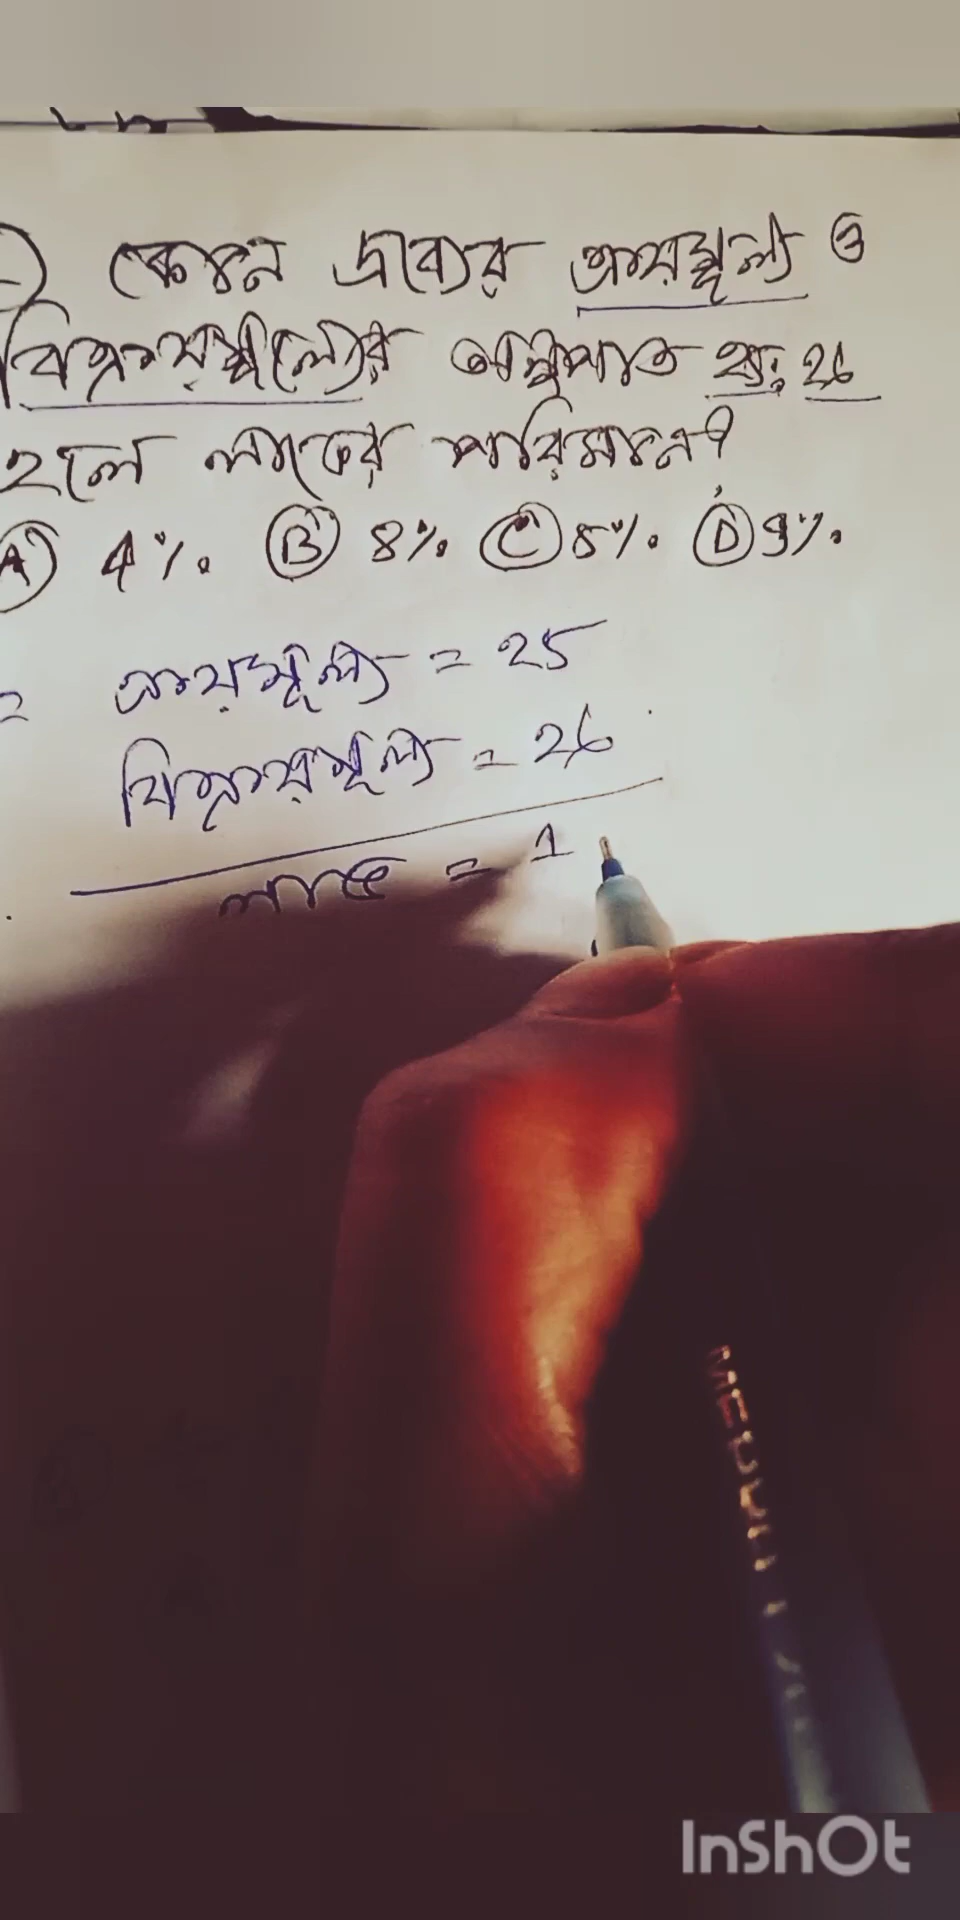 কোন দ্রব্যের ক্রয়মূল্য ও
বিক্রয়মূল্যের অনুপাত ২৫: ২৬
হলে লাভের পরিমান?
A 4%. B 8%. C 5%. D 9%.
= ক্রয়মূল্য = 25
বিক্রয়মূল্য = 26
লাভ = 1
InShOt